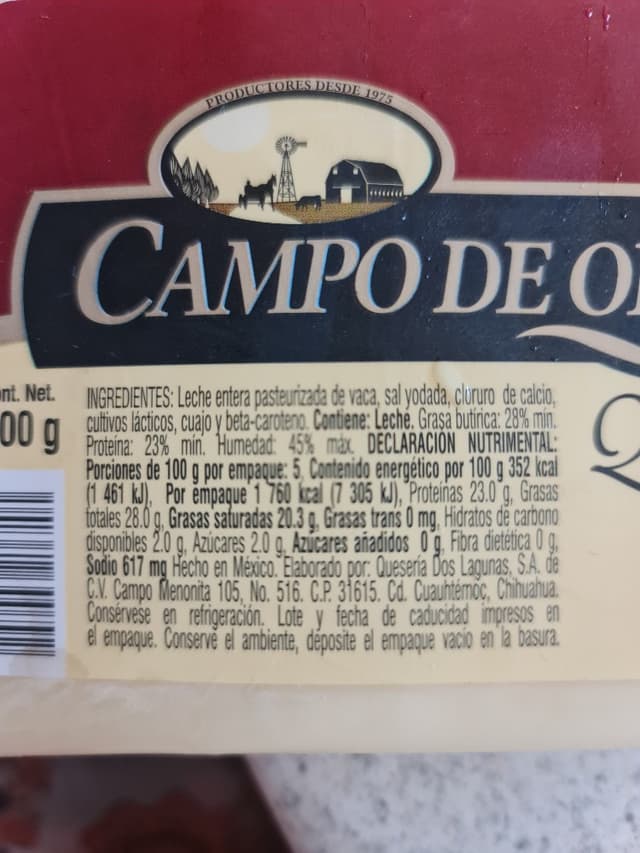 PRODUCTORES DESDE 1975
CAMPO DE O
nt. Net.
00 g
INGREDIENTES: Leche entera pasteurizada de vaca, sal yodada, cloruro de calcio,
cultivos lácticos, cuajo y beta-caroteno. Contiene: Leche. Grasa butírica: 28% mín.
Proteína: 23% mín. Humedad: 45% máx. DECLARACIÓN NUTRIMENTAL:
Porciones de 100 g por empaque: 5, Contenido energético por 100 g 352 kcal
(1 461 kJ), Por empaque 1 760 kcal (7 305 kJ), Proteínas 23.0 g, Grasas
totales 28.0 g, Grasas saturadas 20.3 g, Grasas trans 0 mg, Hidratos de carbono
disponibles 2.0 g, Azúcares 2.0 g, Azúcares añadidos 0 g, Fibra dietética 0 g,
Sodio 617 mg Hecho en México. Elaborado por: Quesería Dos Lagunas, S.A. de
C.V. Campo Menonita 105, No. 516. C.P. 31615. Cd. Cuauhtémoc, Chihuahua.
Consérvese en refrigeración. Lote y fecha de caducidad impresos en
el empaque. Conserve el ambiente, deposite el empaque vacío en la basura.